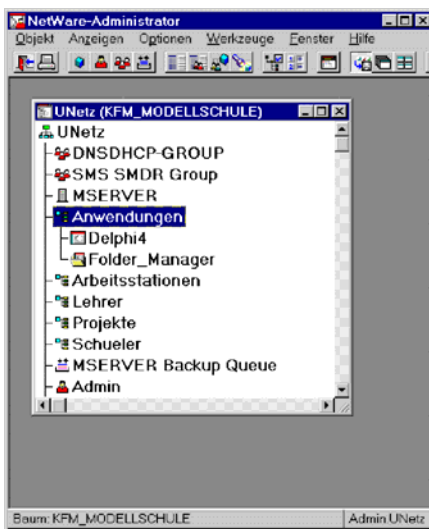 NetWare-Administrator
Objekt Anzeigen Optionen Werkzeuge Fenster Hilfe
UNetz (KFM_MODELLSCHULE)
UNetz
DNSDHCP-GROUP
SMS SMDR Group
MSERVER
Anwendungen
Delphi4
Folder_Manager
Arbeitsstationen
Lehrer
Projekte
Schueler
MSERVER Backup Queue
Admin
Baum: KFM_MODELLSCHULE Admin UNetz